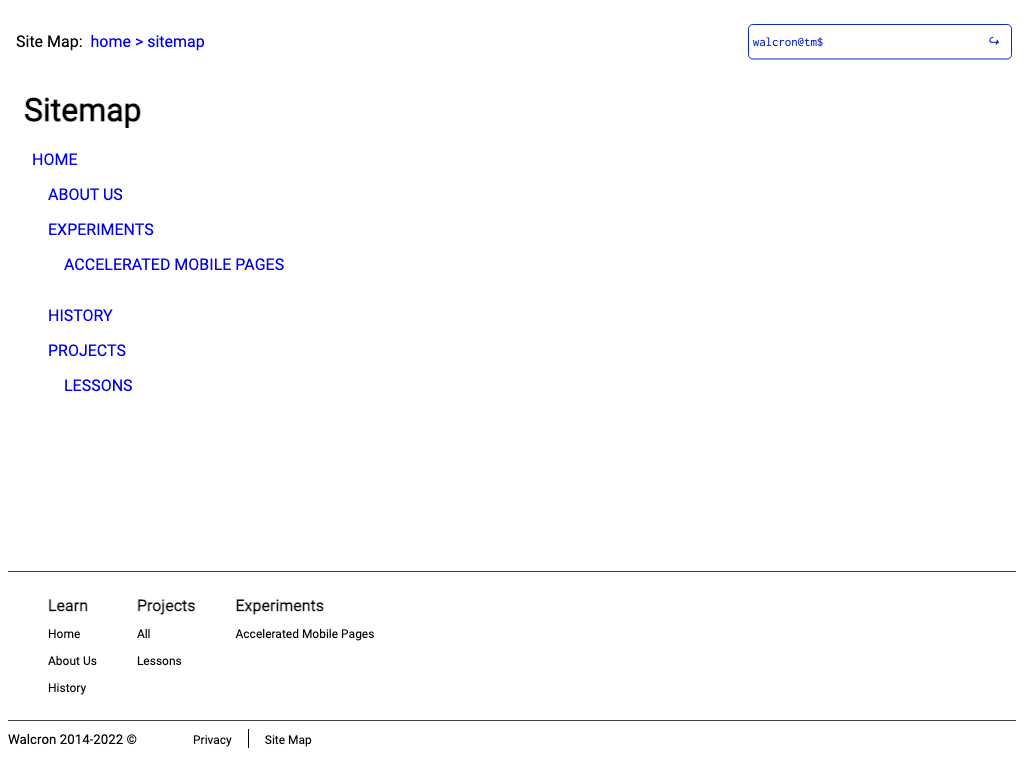 Site Map: home > sitemap
walcron@tm$ ↪
Sitemap
HOME
ABOUT US
EXPERIMENTS
ACCELERATED MOBILE PAGES
HISTORY
PROJECTS
LESSONS
Learn
Home
About Us
History
Projects
All
Lessons
Experiments
Accelerated Mobile Pages
Walcron 2014-2022 © Privacy Site Map